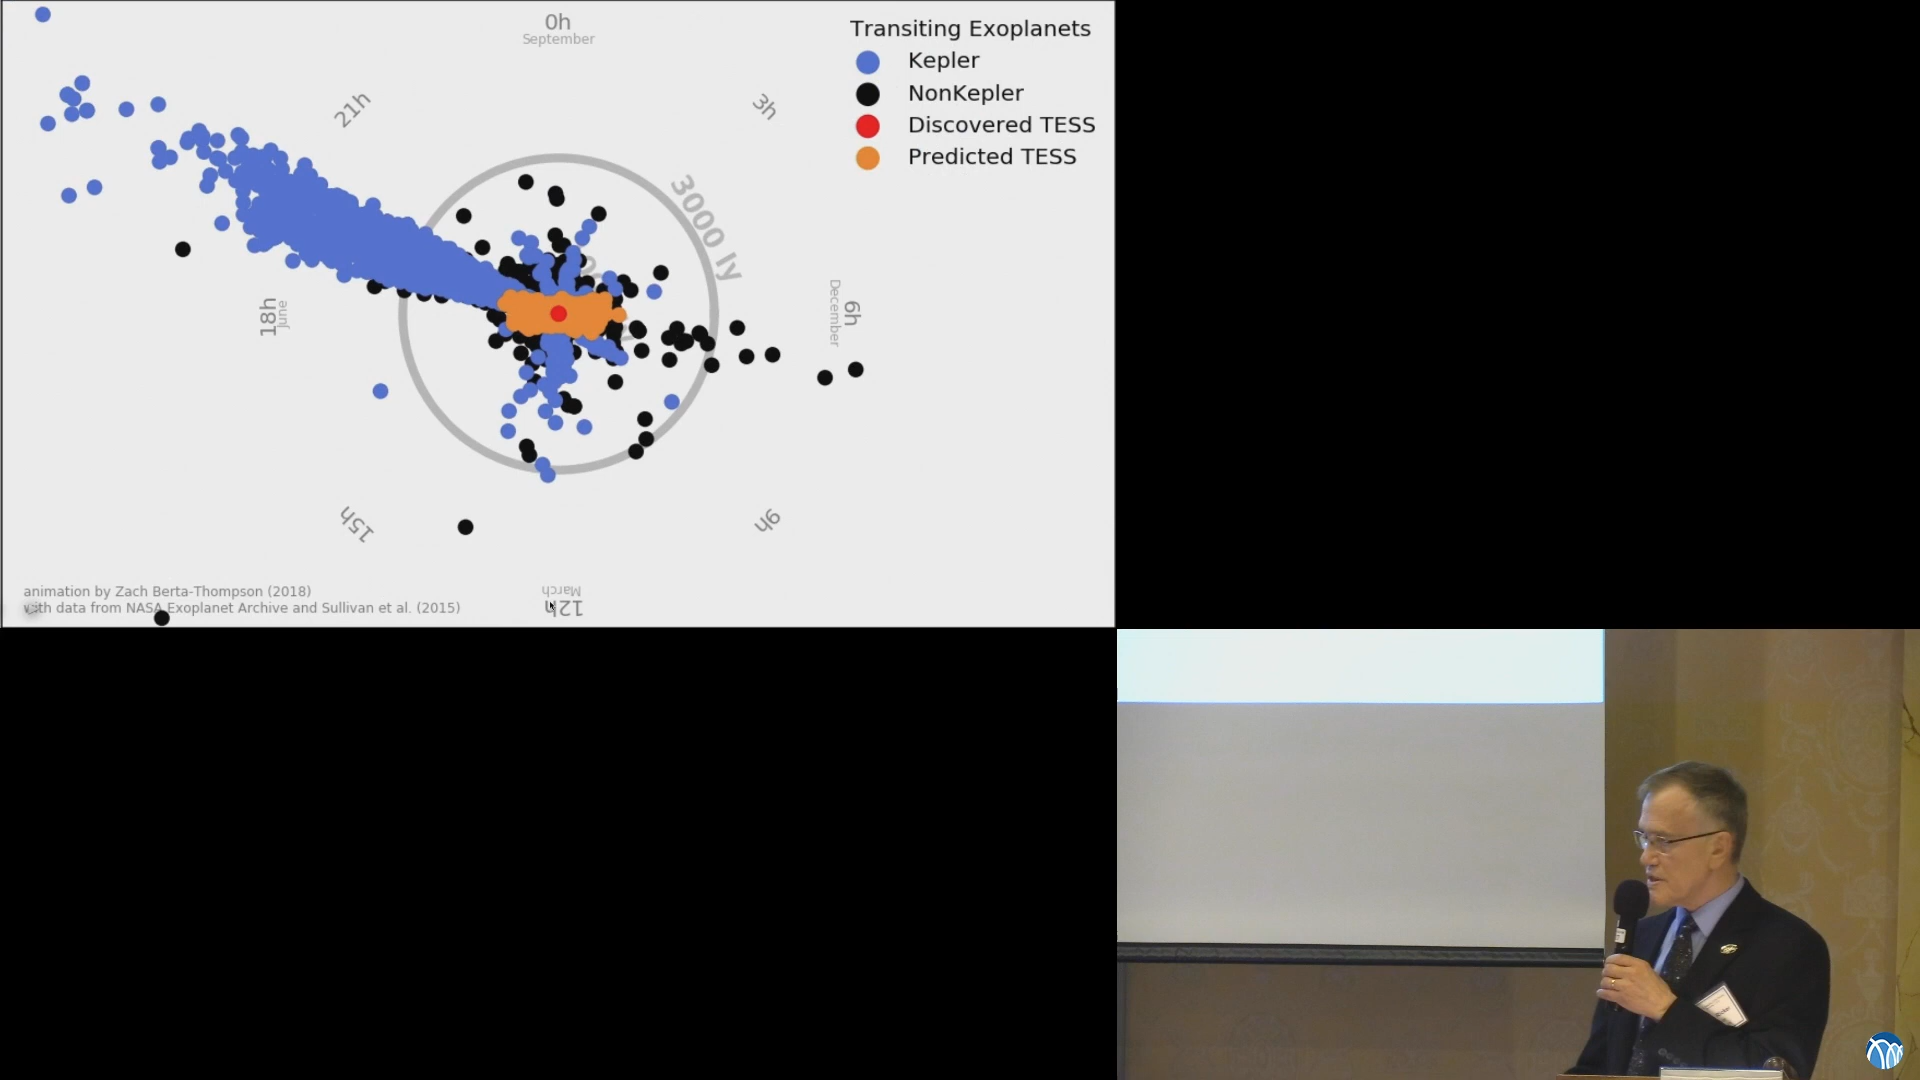 0h
September
Transiting Exoplanets
Kepler
NonKepler
Discovered TESS
Predicted TESS
21h
3h
3000 ly
18h
June
6h
December
15h
9h
animation by Zach Berta-Thompson (2018)
with data from NASA Exoplanet Archive and Sullivan et al. (2015)
March
12h